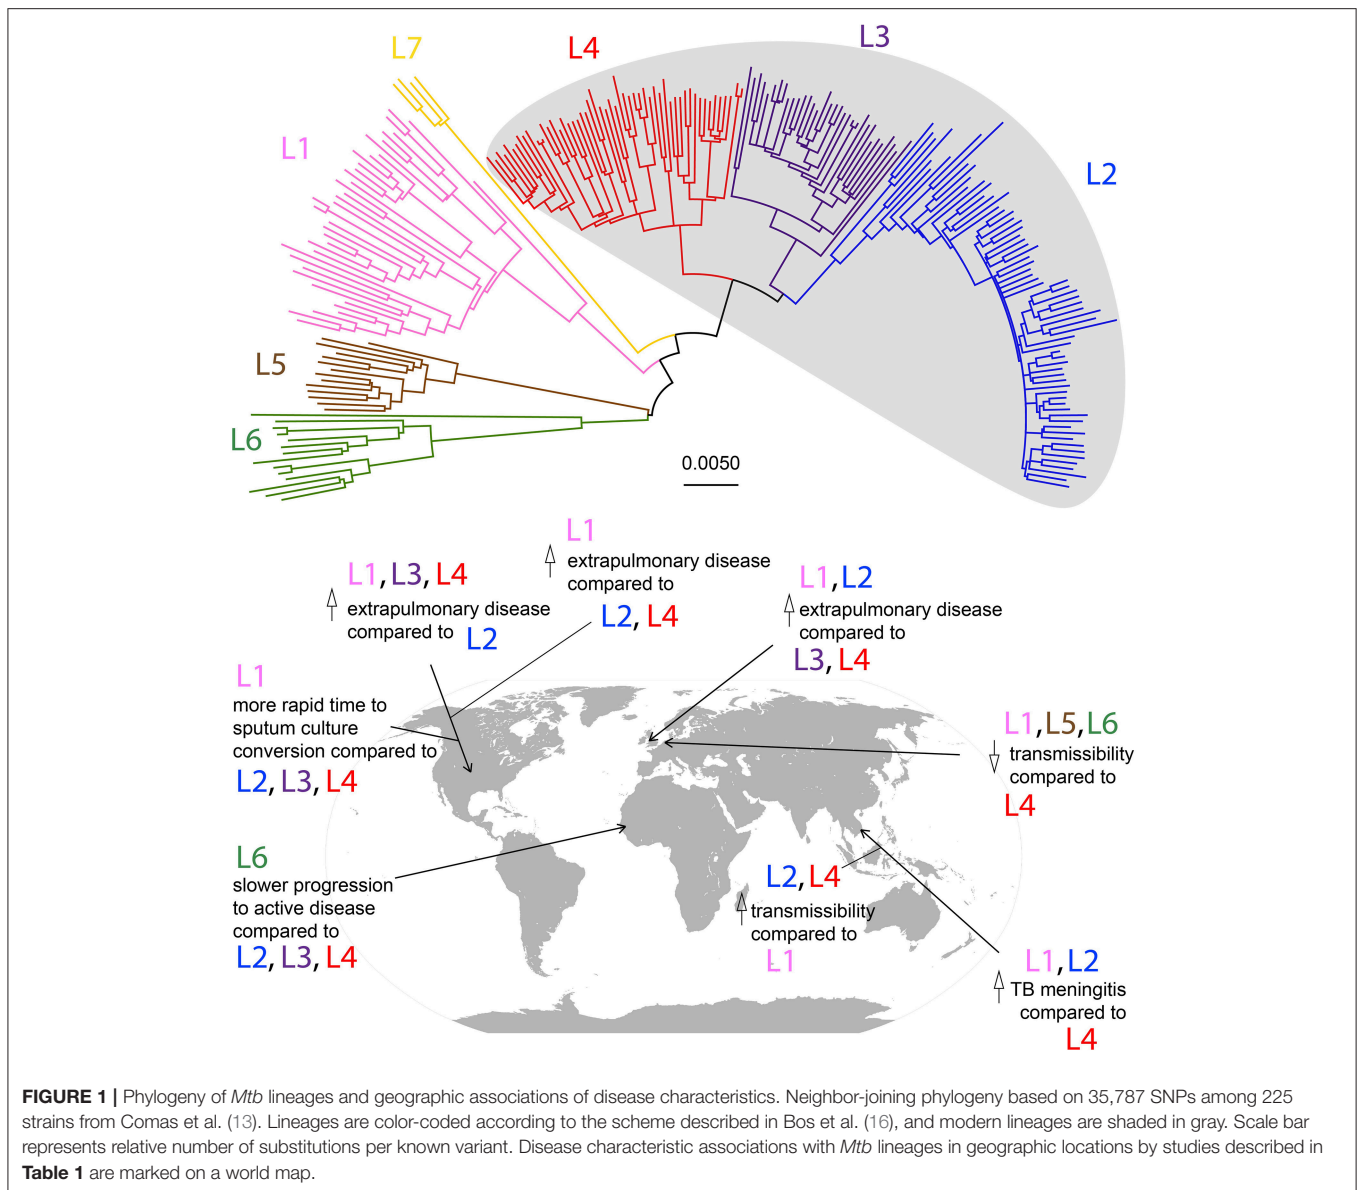 L7
L4
L3
L1
L2
L5
L6
0.0050
L1
extrapulmonary disease
compared to
L2, L4
L1, L3, L4
extrapulmonary disease
compared to L2
L1, L2
extrapulmonary disease
compared to
L3, L4
L1
more rapid time to
sputum culture
conversion compared to
L2, L3, L4
L1, L5, L6
transmissibility
compared to
L4
L6
slower progression
to active disease
compared to
L2, L3, L4
L2, L4
transmissibility
compared to
L1
L1, L2
TB meningitis
compared to
L4
FIGURE 1 | Phylogeny of Mtb lineages and geographic associations of disease characteristics. Neighbor-joining phylogeny based on 35,787 SNPs among 225
strains from Comas et al. (13). Lineages are color-coded according to the scheme described in Bos et al. (16), and modern lineages are shaded in gray. Scale bar
represents relative number of substitutions per known variant. Disease characteristic associations with Mtb lineages in geographic locations by studies described in
Table 1 are marked on a world map.